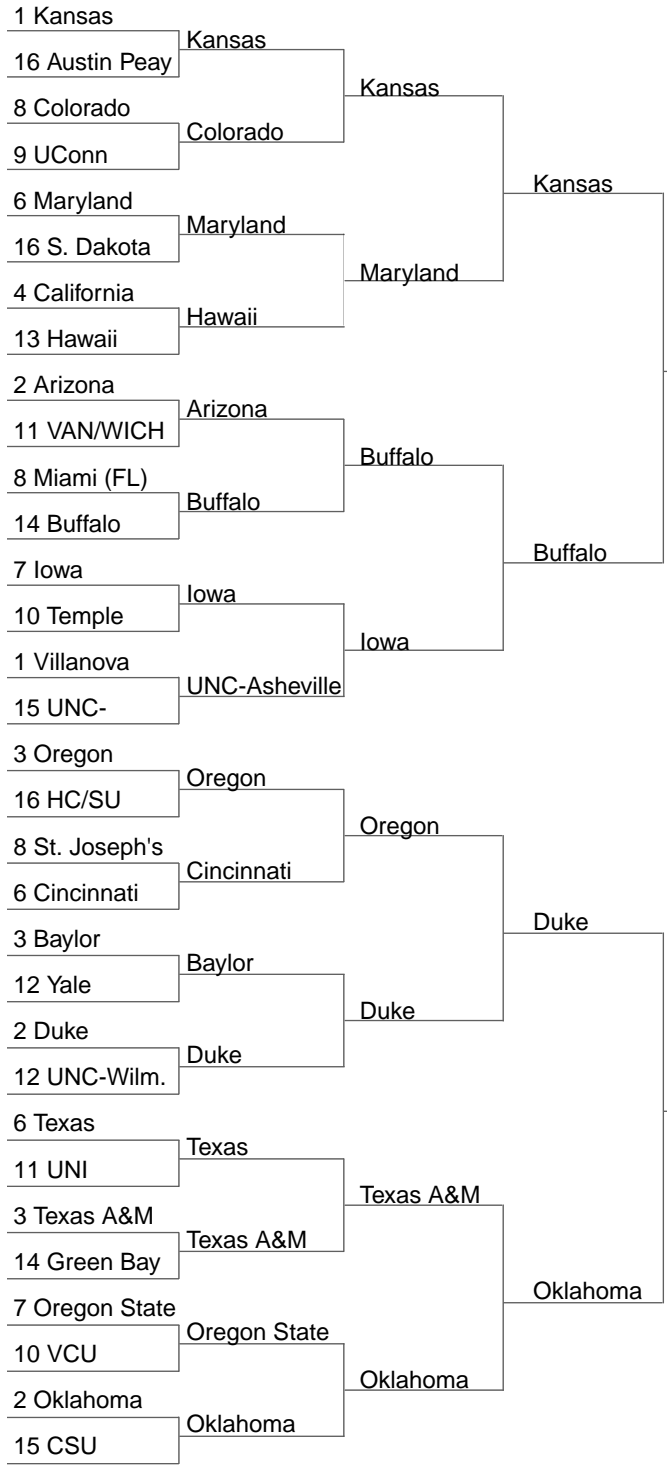 1 Kansas
16 Austin Peay
8 Colorado
9 UConn
6 Maryland
16 S. Dakota
4 California
13 Hawaii
2 Arizona
11 VAN/WICH
8 Miami (FL)
14 Buffalo
7 Iowa
10 Temple
1 Villanova
15 UNC-
3 Oregon
16 HC/SU
8 St. Joseph's
6 Cincinnati
3 Baylor
12 Yale
2 Duke
12 UNC-Wilm.
6 Texas
11 UNI
3 Texas A&M
14 Green Bay
7 Oregon State
10 VCU
2 Oklahoma
15 CSU
Kansas
Colorado
Maryland
Hawaii
Arizona
Buffalo
Iowa
UNC-Asheville
Oregon
Cincinnati
Baylor
Duke
Texas
Texas A&M
Oregon State
Oklahoma
Kansas
Maryland
Buffalo
Iowa
Oregon
Duke
Texas A&M
Oklahoma
Kansas
Buffalo
Duke
Oklahoma